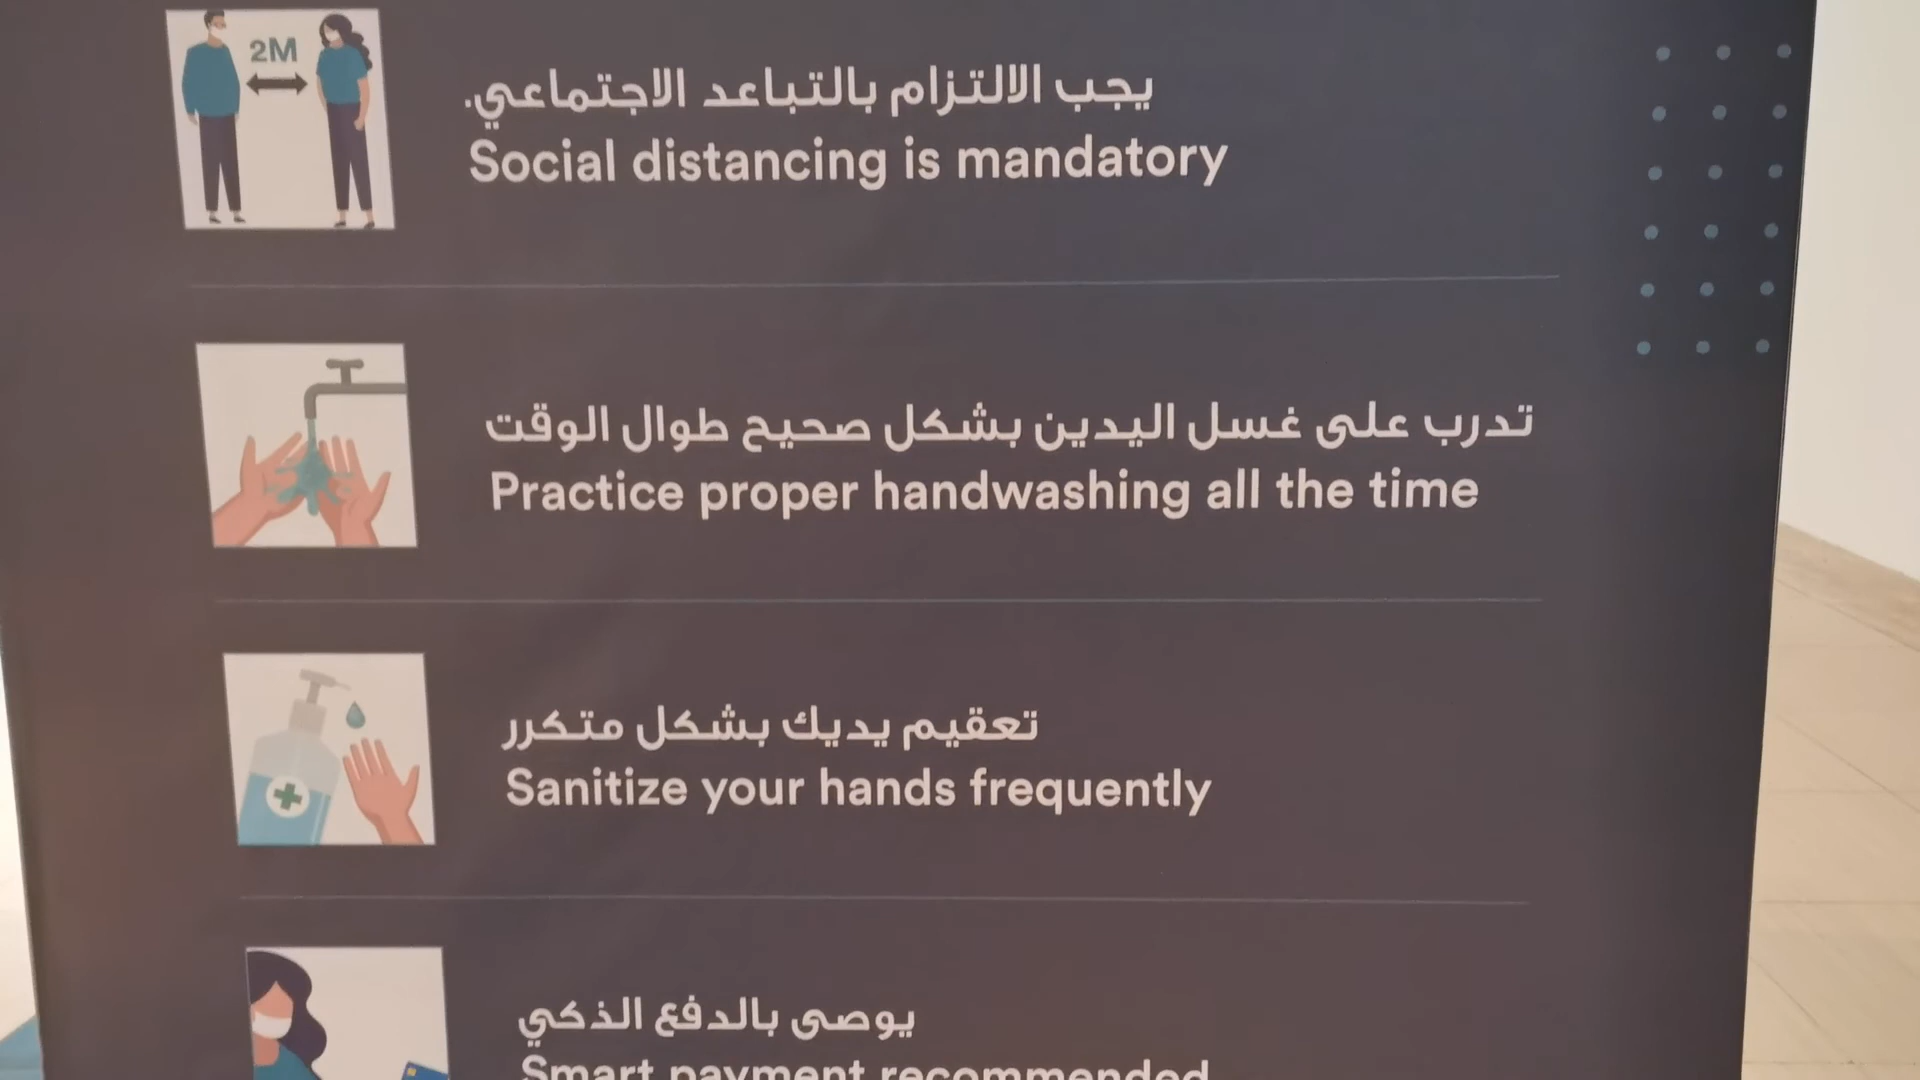 2M
يجب الالتزام بالتباعد الاجتماعي.
Social distancing is mandatory
تدرب على غسل اليدين بشكل صحيح طوال الوقت
Practice proper handwashing all the time
تعقيم يديك بشكل متكرر
Sanitize your hands frequently
يوصى بالدفع الذكي
Smart payment recommended